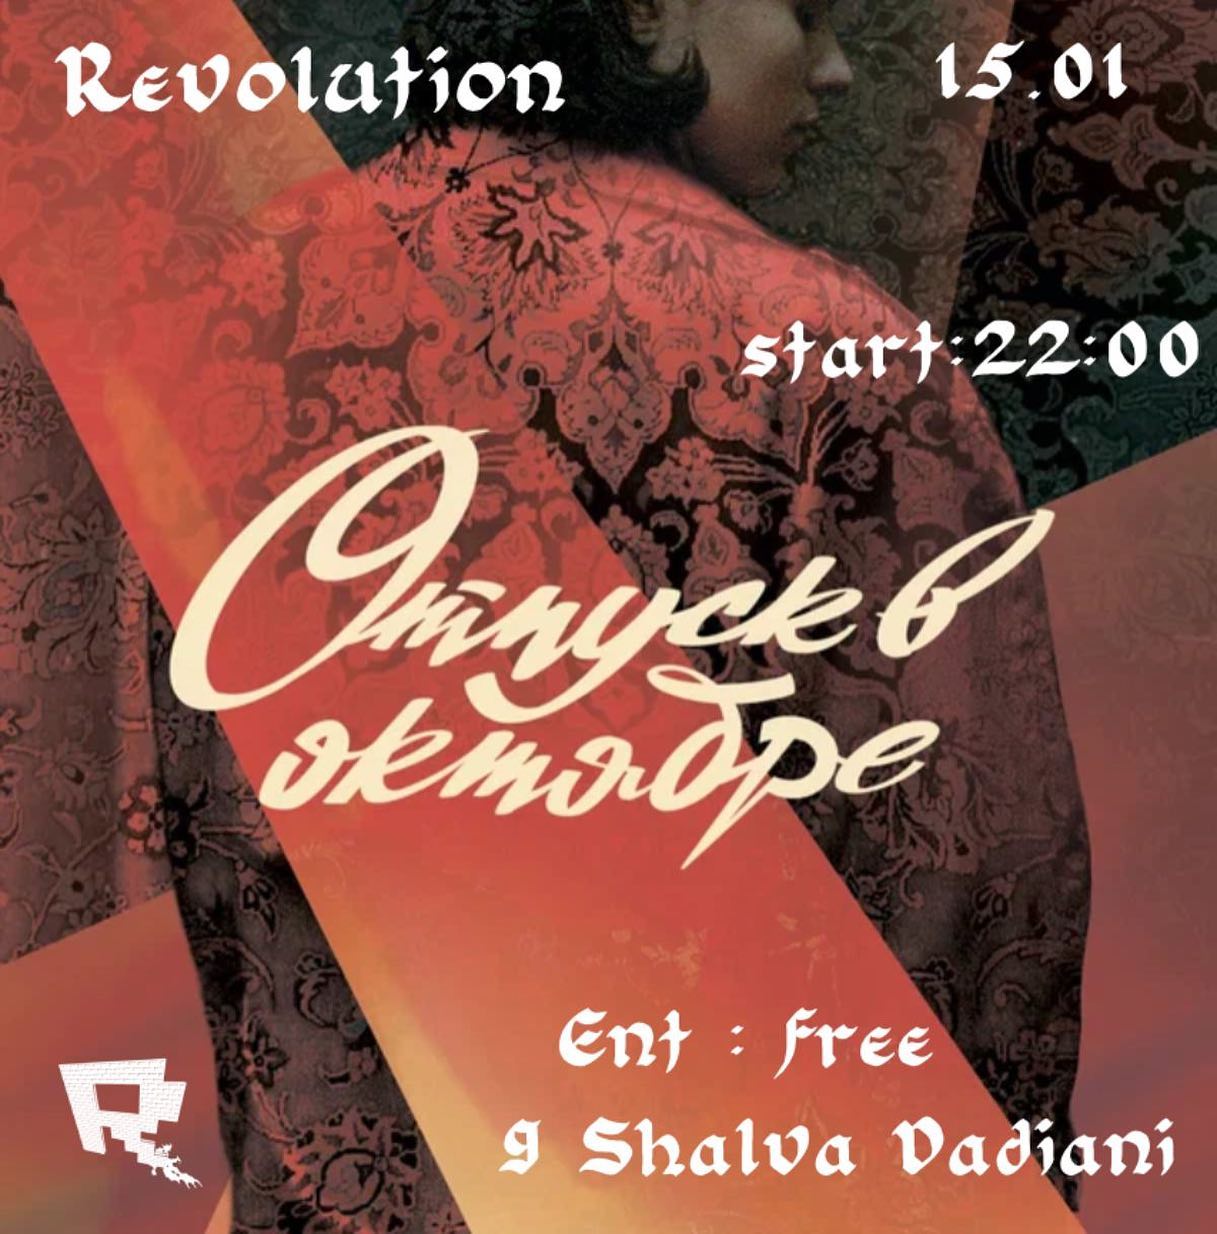 Revolution
15.01
start:22:00
Отпуск в
октябре
Ent : free
9 Shalva Dadiani